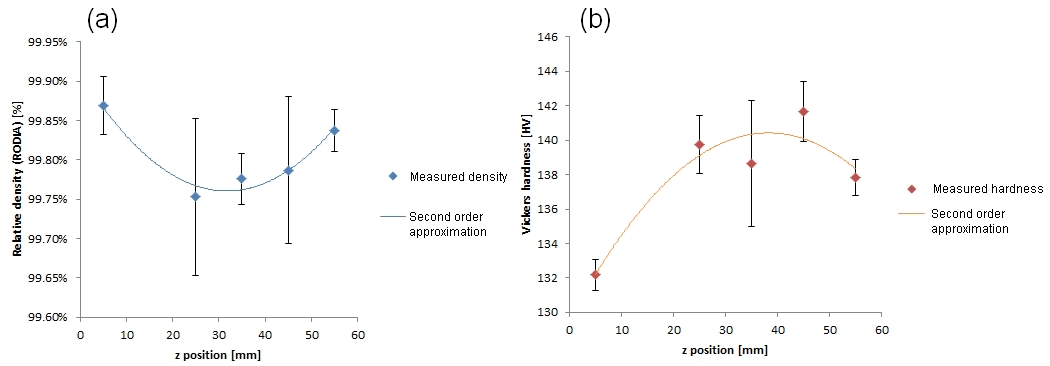 (a)
99.95%
99.90%
99.85%
99.80%
99.75%
99.70%
99.65%
99.60%
Relative density (RODIA) [%]
0 10 20 30 40 50 60
z position [mm]
Measured density
Second order
approximation
(b)
146
144
142
140
138
136
134
132
130
Vickers hardness [HV]
0 10 20 30 40 50 60
z position [mm]
Measured hardness
Second order
approximation